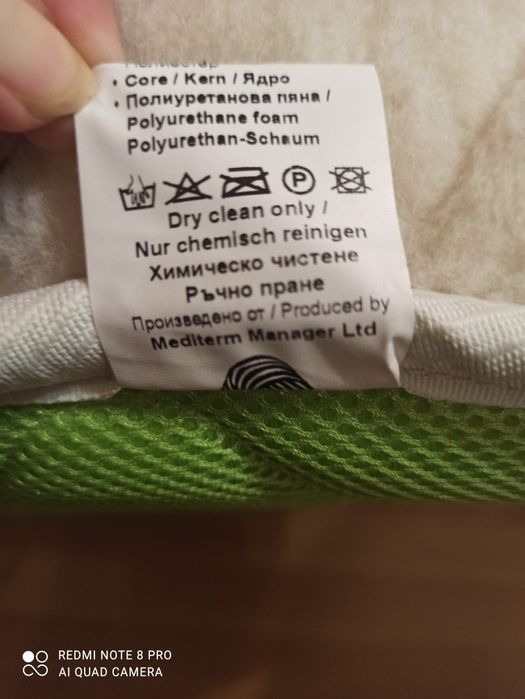 Полиестер
• Core / Kern / Ядро
• Полиуретанова пяна /
Polyurethane foam
Polyurethan-Schaum
P
Dry clean only /
Nur chemisch reinigen
Химическо чистене
Ръчно пране
Произведено от / Produced by
Mediterm Manager Ltd
REDMI NOTE 8 PRO
AI QUAD CAMERA